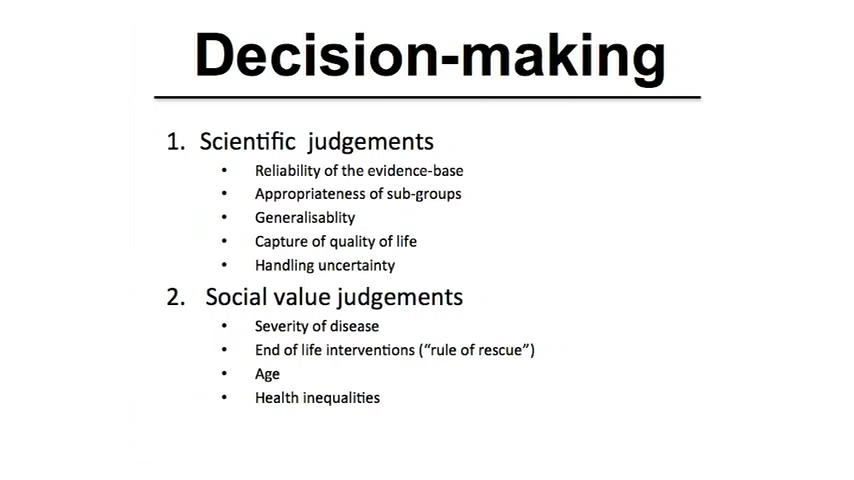 Decision-making
1. Scientific judgements
• Reliability of the evidence-base
• Appropriateness of sub-groups
• Generalisablity
• Capture of quality of life
• Handling uncertainty
2. Social value judgements
• Severity of disease
• End of life interventions (“rule of rescue”)
• Age
• Health inequalities